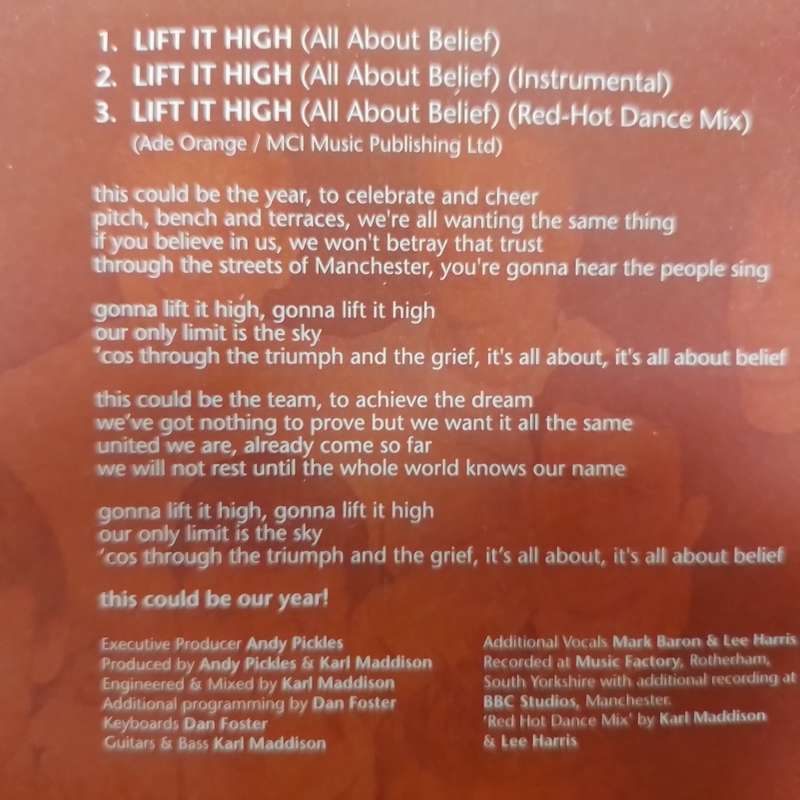 1. LIFT IT HIGH (All About Belief)
2. LIFT IT HIGH (All About Belief) (Instrumental)
3. LIFT IT HIGH (All About Belief) (Red-Hot Dance Mix)
(Ade Orange / MCI Music Publishing Ltd)
this could be the year, to celebrate and cheer
pitch, bench and terraces, we're all wanting the same thing
if you believe in us, we won't betray that trust
through the streets of Manchester, you're gonna hear the people sing
gonna lift it high, gonna lift it high
our only limit is the sky
'cos through the triumph and the grief, it's all about, it's all about belief
this could be the team, to achieve the dream
we've got nothing to prove but we want it all the same
united we are, already come so far
we will not rest until the whole world knows our name
gonna lift it high, gonna lift it high
our only limit is the sky
'cos through the triumph and the grief, it's all about, it's all about belief
this could be our year!
Executive Producer Andy Pickles
Produced by Andy Pickles & Karl Maddison
Engineered & Mixed by Karl Maddison
Additional programming by Dan Foster
Keyboards Dan Foster
Guitars & Bass Karl Maddison
Additional Vocals Mark Baron & Lee Harris
Recorded at Music Factory, Rotherham,
South Yorkshire with additional recording at
BBC Studios, Manchester.
'Red Hot Dance Mix' by Karl Maddison
& Lee Harris